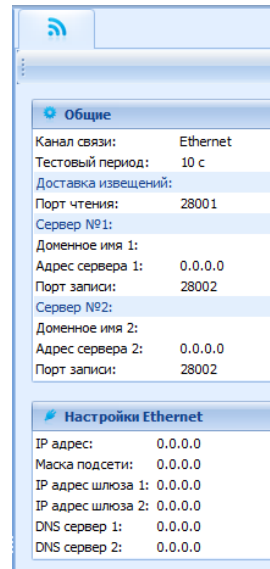 Общие
Канал связи: Ethernet
Тестовый период: 10 с
Доставка извещений:
Порт чтения: 28001
Сервер №1:
Доменное имя 1:
Адрес сервера 1: 0.0.0.0
Порт записи: 28002
Сервер №2:
Доменное имя 2:
Адрес сервера 2: 0.0.0.0
Порт записи: 28002
Настройки Ethernet
IP адрес: 0.0.0.0
Маска подсети: 0.0.0.0
IP адрес шлюза 1: 0.0.0.0
IP адрес шлюза 2: 0.0.0.0
DNS сервер 1: 0.0.0.0
DNS сервер 2: 0.0.0.0